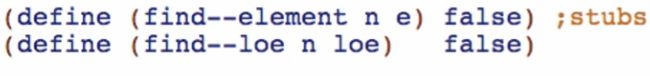 (define (find--element n e) false) ;stubs
(define (find--loe n loe)   false)